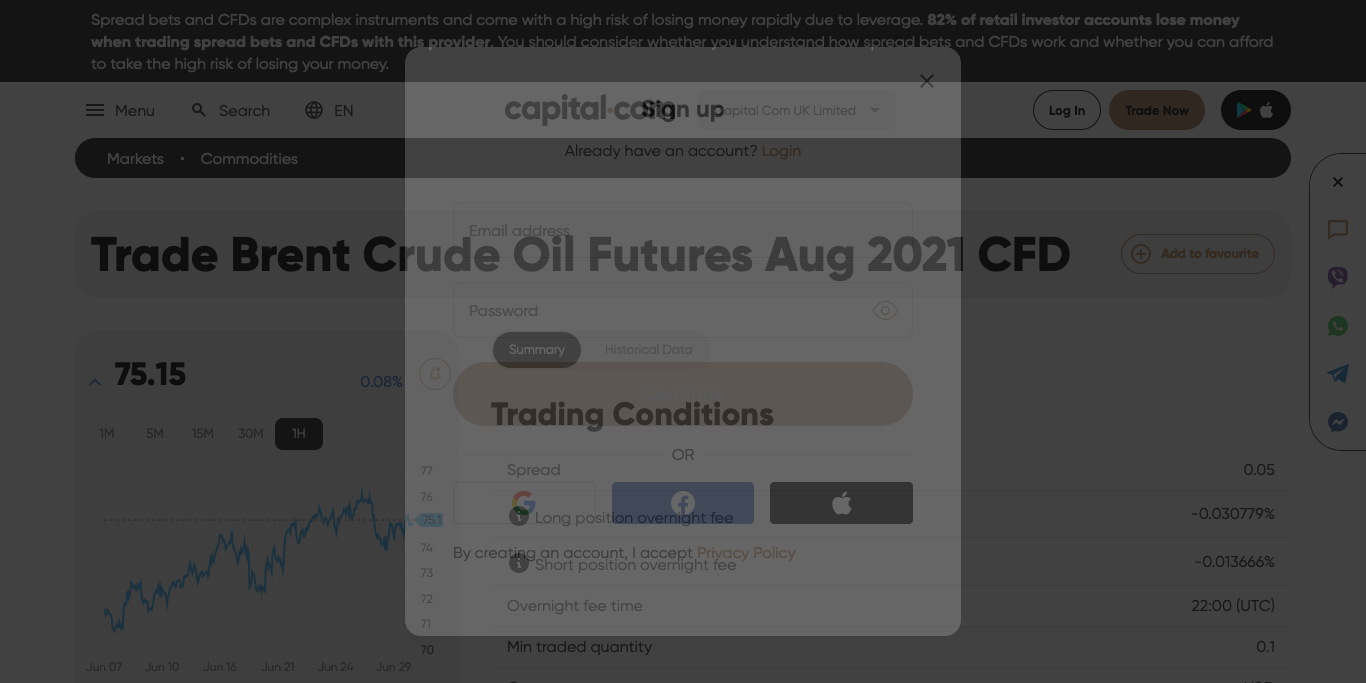 Spread bets and CFDs are complex instruments and come with a high risk of losing money rapidly due to leverage. 82% of retail investor accounts lose money
when trading spread bets and CFDs with this provider. You should consider whether you understand how spread bets and CFDs work and whether you can afford
to take the high risk of losing your money.
Menu
Search
EN
capital.com
Sign up
Capital Com UK Limited
Log In
Trade Now
Already have an account? Login
Markets • Commodities
Email address
Trade Brent Crude Oil Futures Aug 2021 CFD
Add to favourite
Password
Summary
Historical Data
75.15
0.08%
Trading Conditions
1M
5M
15M
30M
1H
OR
Spread
0.05
Long position overnight fee
-0.030779%
By creating an account, I accept Privacy Policy
Short position overnight fee
-0.013666%
Overnight fee time
22:00 (UTC)
Min traded quantity
0.1
77
76
75.1
74
73
72
71
70
Jun 07
Jun 10
Jun 16
Jun 21
Jun 24
Jun 29